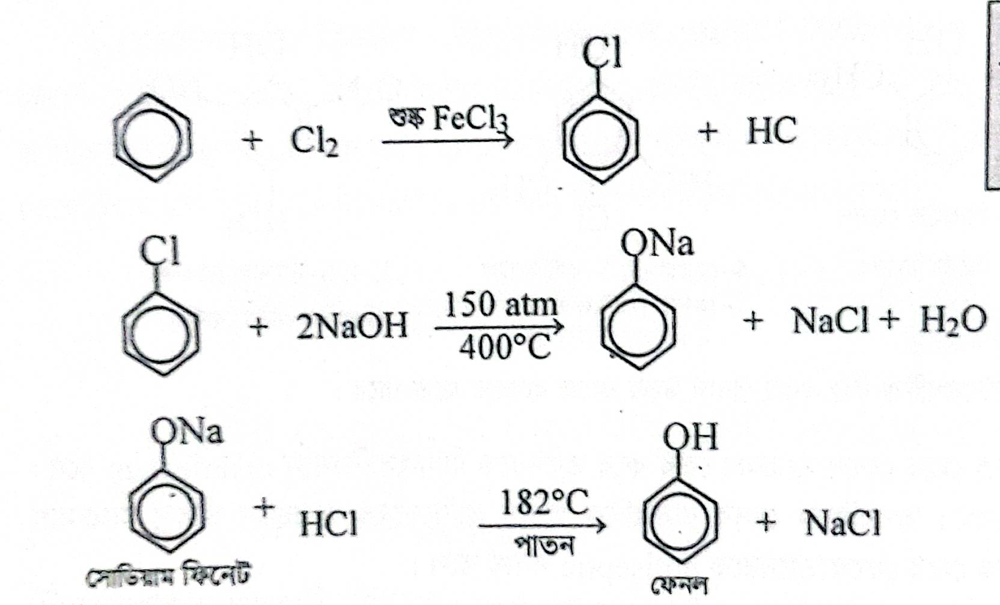 Cl
+ Cl₂ শুষ্ক FeCl₃ + HC
Cl ONa
+ 2NaOH 150 atm 400°C + NaCl + H₂O
ONa OH
+ HCl 182°C পাতন + NaCl
সোডিয়াম ফিনেট ফেনল